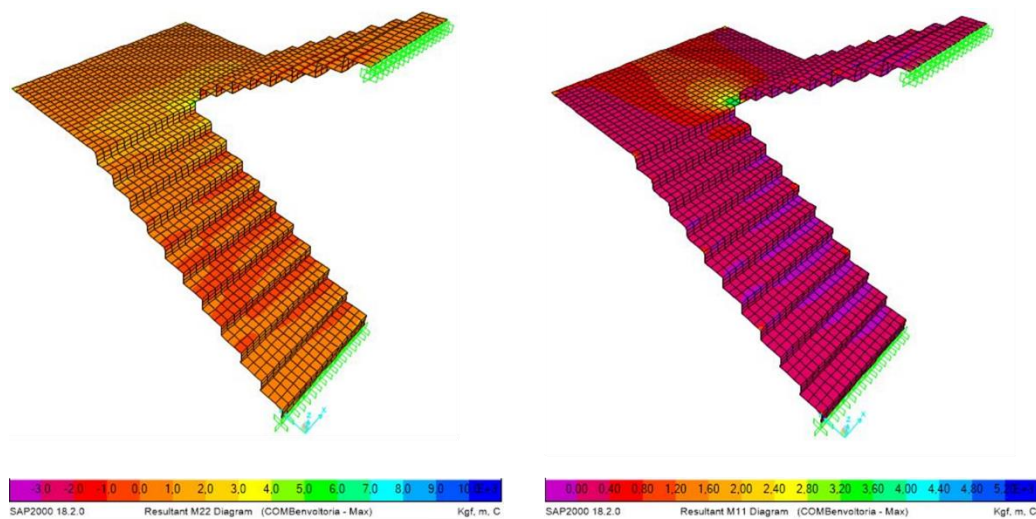 -3,0 -2,0 -1,0 0,0 1,0 2,0 3,0 4,0 5,0 6,0 7,0 8,0 9,0
SAP2000 18.2.0 Resultant M22 Diagram (COMBenvoltoria - Max) Kgf, m, C
0,00 0,40 0,80 1,20 1,60 2,00 2,40 2,80 3,20 3,60 4,00 4,40 4,80
SAP2000 18.2.0 Resultant M11 Diagram (COMBenvoltoria - Max) Kgf, m, C